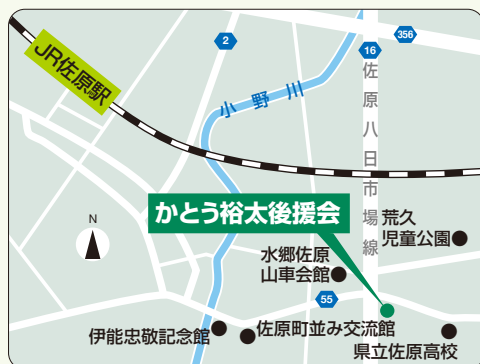 2
356
16
JR佐原駅
小野川
佐原八日市場線
かとう裕太後援会
N
荒久
児童公園
水郷佐原
山車会館
55
伊能忠敬記念館
佐原町並み交流館
県立佐原高校